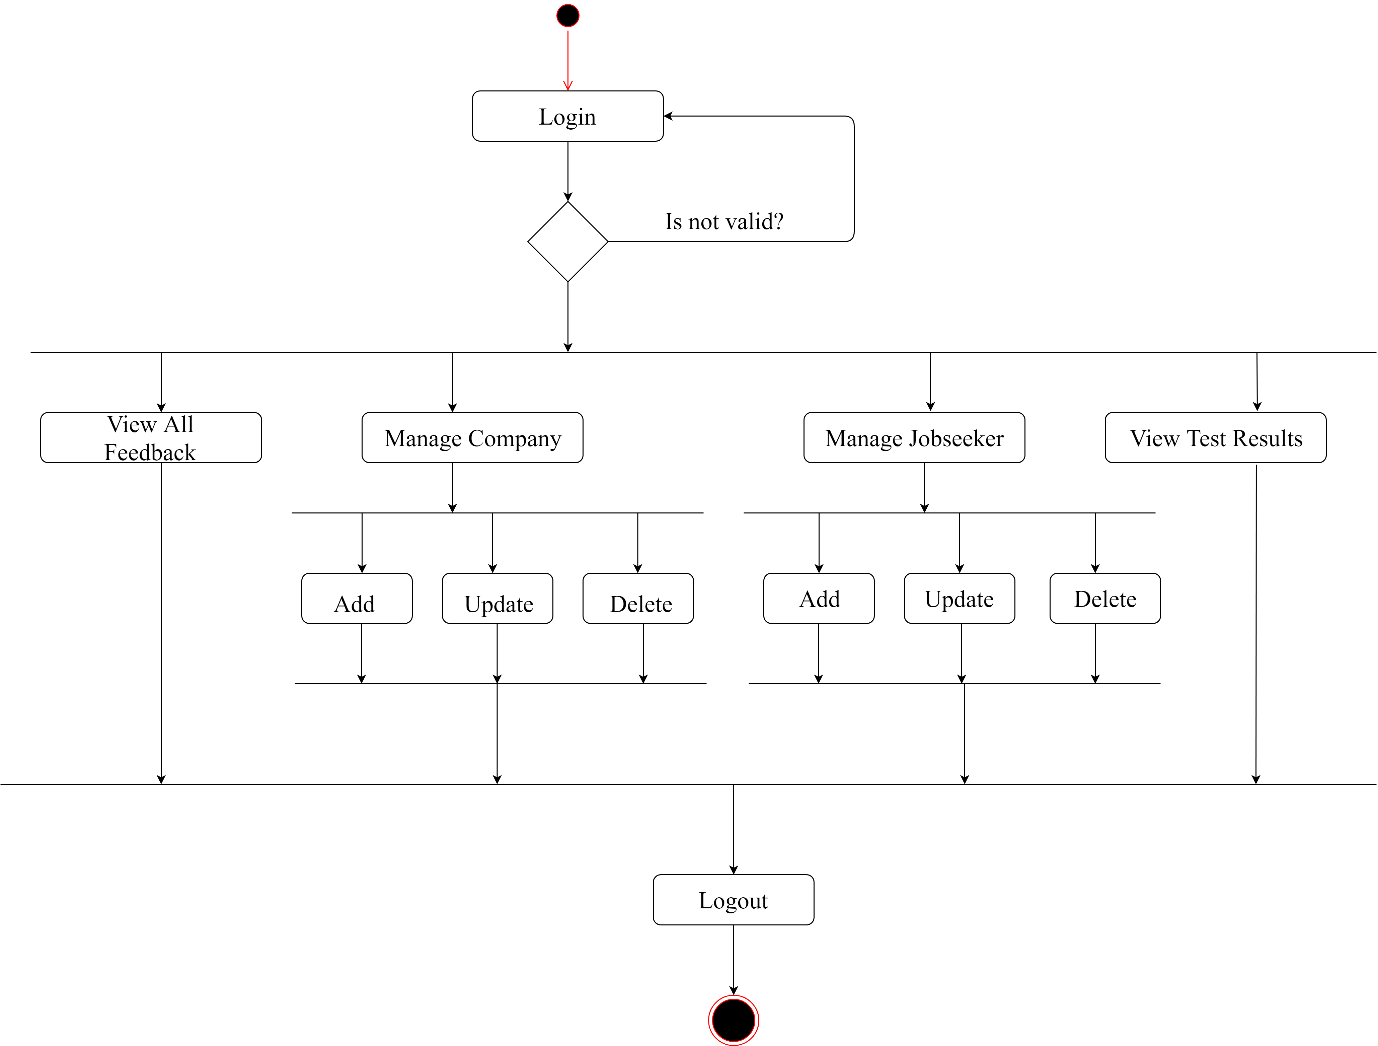 Login
Is not valid?
View All
Feedback
Manage Company
Manage Jobseeker
View Test Results
Add
Update
Delete
Add
Update
Delete
Logout